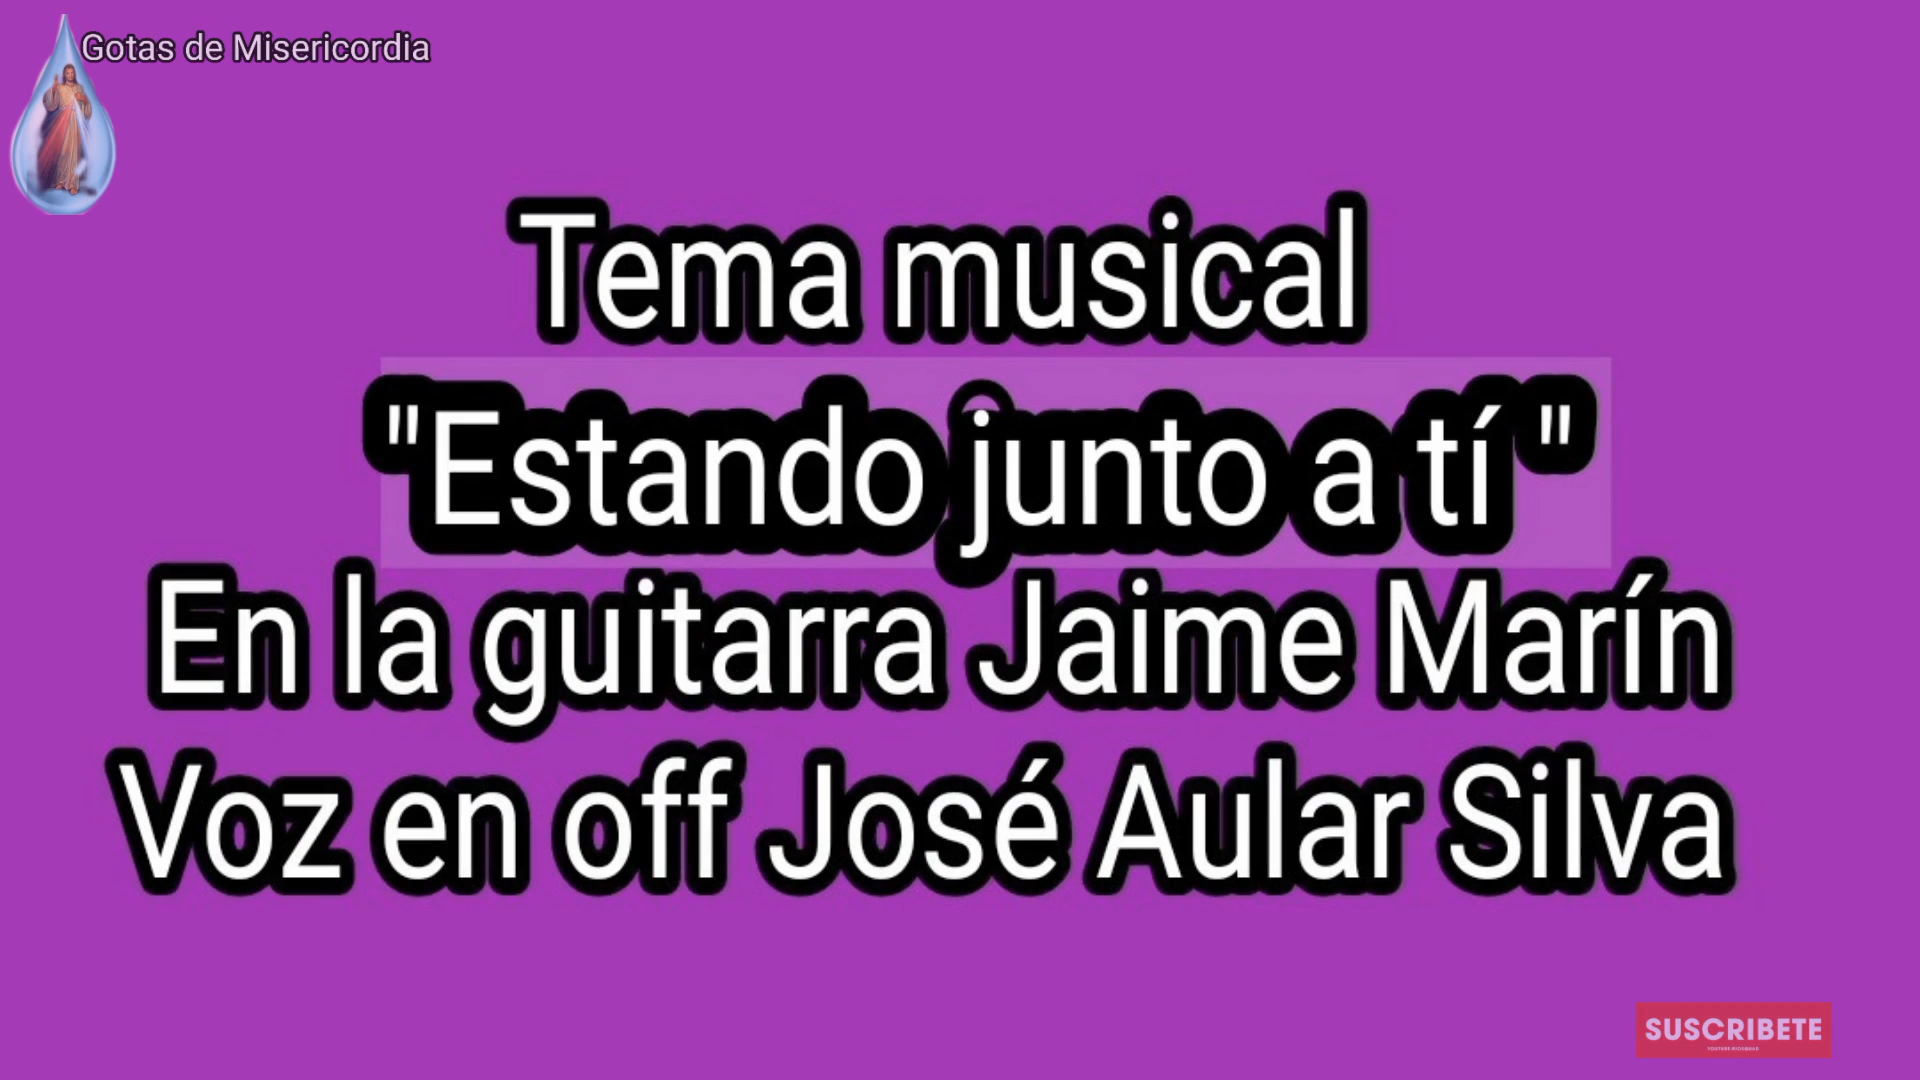 Gotas de Misericordia
Tema musical
"Estando junto a tí "
En la guitarra Jaime Marín
Voz en off José Aular Silva
SUSCRIBETE